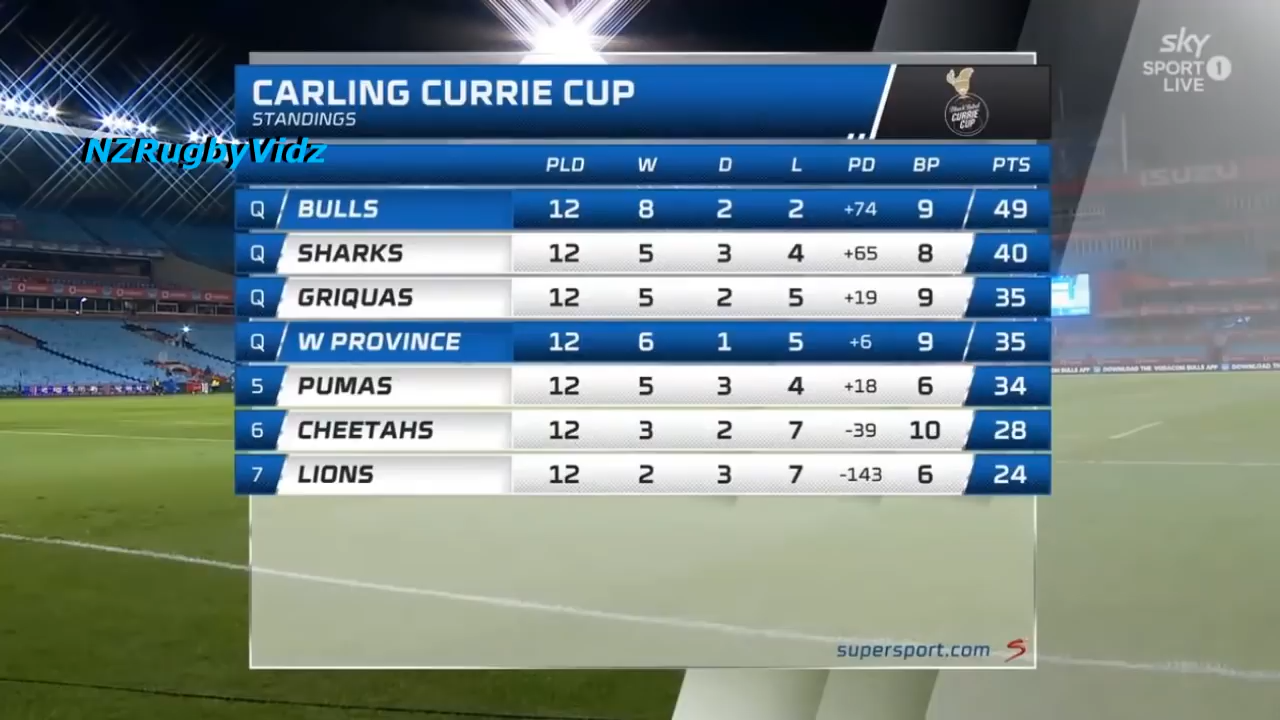 sky
SPORT 1
LIVE
CARLING CURRIE CUP
STANDINGS
CURRIE
CUP
NZRugbyVidz
PLD W D L PD BP PTS
ISUZU
Q BULLS 12 8 2 2 +74 9 49
Q SHARKS 12 5 3 4 +65 8 40
Q GRIQUAS 12 5 2 5 +19 9 35
Q W PROVINCE 12 6 1 5 +6 9 35
5 PUMAS 12 5 3 4 +18 6 34
6 CHEETAHS 12 3 2 7 -39 10 28
7 LIONS 12 2 3 7 -143 6 24
supersport.com S